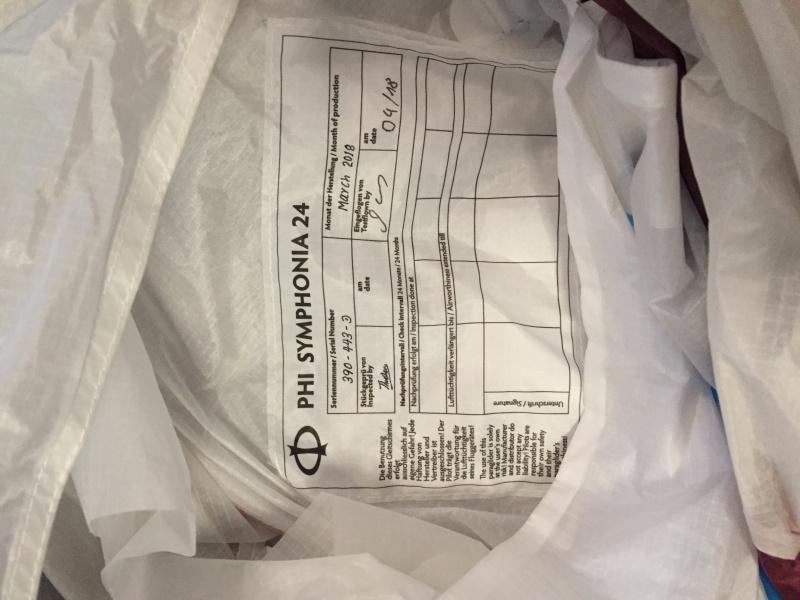 PHI SYMPHONIA 24
Seriennummer / Serial Number
390-443-D
Monat der Herstellung / Month of production
March 2018
Stückgeprüft von
Inspected by
am
date
Eingeflogen von
Testflown by
am
date
04/18
Nachprüfungsintervall / Check Intervall 24 Monate / 24 Months
Nachprüfung erfolgt am / Inspection done at
Lufttüchtigkeit verlängert bis / Airworthiness extended till
Unterschrift / Signature
Die Benutzung
dieses Gleitschirmes
erfolgt
ausschliesslich auf
eigene Gefahr! Jede
Haftung von
Hersteller und
Vertreiber ist
ausgeschlossen! Der
Pilot trägt die
Verantwortung für
die Lufttüchtigkeit
seines Fluggerätes!
The use of this
paraglider is solely
at the user's own
risk! Manufacturer
and distributor do
not accept any
liability! Pilots are
responsible for
their own safety
and their
paraglider's